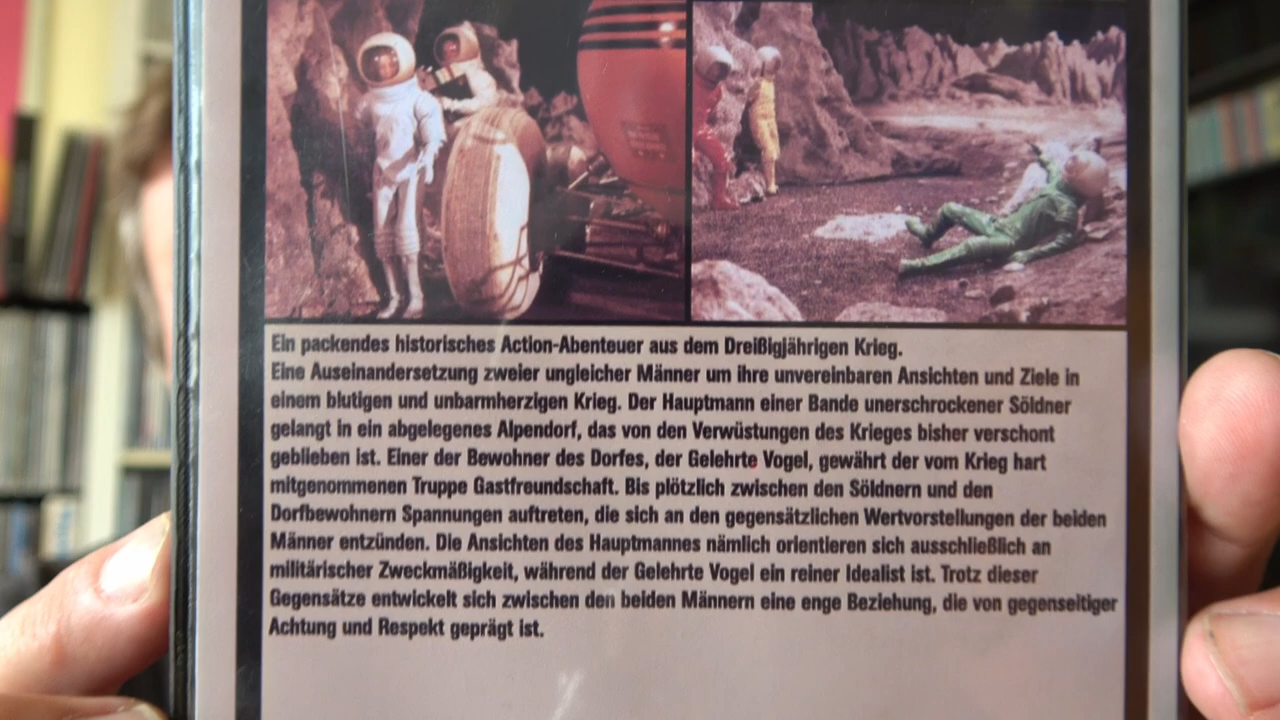 Ein packendes historisches Action-Abenteuer aus dem Dreißigjährigen Krieg.
Eine Auseinandersetzung zweier ungleicher Männer um ihre unvereinbaren Ansichten und Ziele in
einem blutigen und unbarmherzigen Krieg. Der Hauptmann einer Bande unerschrockener Söldner
gelangt in ein abgelegenes Alpendorf, das von den Verwüstungen des Krieges bisher verschont
geblieben ist. Einer der Bewohner des Dorfes, der Gelehrte Vogel, gewährt der vom Krieg hart
mitgenommenen Truppe Gastfreundschaft. Bis plötzlich zwischen den Söldnern und den
Dorfbewohnern Spannungen auftreten, die sich an den gegensätzlichen Wertvorstellungen der beiden
Männer entzünden. Die Ansichten des Hauptmannes nämlich orientieren sich ausschließlich an
militärischer Zweckmäßigkeit, während der Gelehrte Vogel ein reiner Idealist ist. Trotz dieser
Gegensätze entwickelt sich zwischen den beiden Männern eine enge Beziehung, die von gegenseitiger
Achtung und Respekt geprägt ist.